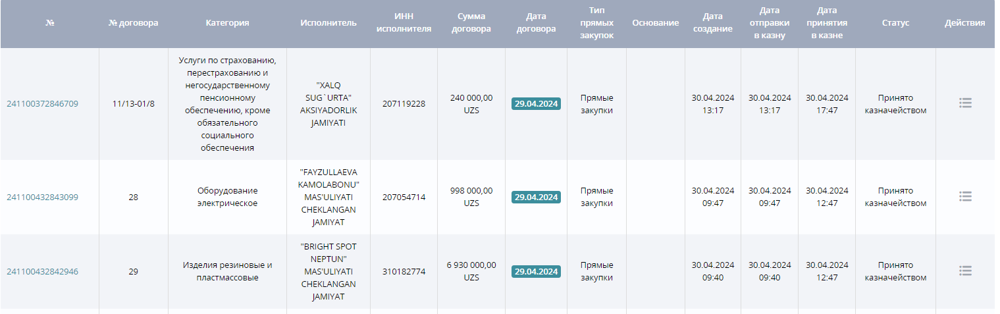 №
№ договора
Категория
Исполнитель
ИНН
исполнителя
Сумма
договора
Дата
договора
Тип
прямых
закупок
Основание
Дата
создание
Дата
отправки
в казну
Дата
принятия
в казне
Статус
Действия
241100372846709
11/13-01/8
Услуги по страхованию,
перестрахованию и
негосударственному
пенсионному
обеспечению, кроме
обязательного
социального
обеспечения
"XALQ
SUG`URTA"
AKSIYADORLIK
JAMIYATI
207119228
240 000,00
UZS
29.04.2024
Прямые
закупки
30.04.2024
13:17
30.04.2024
13:17
30.04.2024
17:47
Принято
казначейством
241100432843099
28
Оборудование
электрическое
"FAYZULLAEVA
KAMOLABONU"
MAS'ULIYATI
CHEKLANGAN
JAMIYAT
207054714
998 000,00
UZS
29.04.2024
Прямые
закупки
30.04.2024
09:47
30.04.2024
09:47
30.04.2024
12:47
Принято
казначейством
241100432842946
29
Изделия резиновые и
пластмассовые
"BRIGHT SPOT
NEPTUN"
MAS'ULIYATI
CHEKLANGAN
JAMIYAT
310182774
6 930 000,00
UZS
29.04.2024
Прямые
закупки
30.04.2024
09:40
30.04.2024
09:40
30.04.2024
12:47
Принято
казначейством